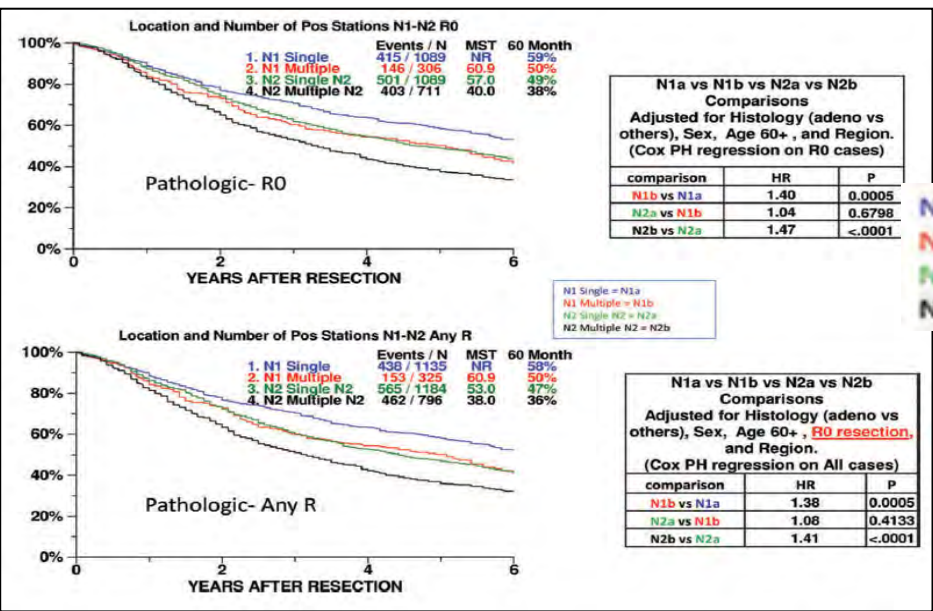 Location and Number of Pos Stations N1-N2 R0
Events / N MST 60 Month
1. N1 Single 415 / 1089 NR 59%
2. N1 Multiple 146 / 306 60.9 50%
3. N2 Single N2 501 / 1089 57.0 49%
4. N2 Multiple N2 403 / 711 40.0 38%
100%
80%
60%
40%
20%
0%
Pathologic- R0
0 2 4 6
YEARS AFTER RESECTION
N1a vs N1b vs N2a vs N2b
Comparisons
Adjusted for Histology (adeno vs
others), Sex, Age 60+ , and Region.
(Cox PH regression on R0 cases)
comparison HR P
N1b vs N1a 1.40 0.0005
N2a vs N1b 1.04 0.6798
N2b vs N2a 1.47 <.0001
N
N
N
N
N1 Single = N1a
N1 Multiple = N1b
N2 Single N2 = N2a
N2 Multiple N2 = N2b
Location and Number of Pos Stations N1-N2 Any R
Events / N MST 60 Month
1. N1 Single 438 / 1135 NR 58%
2. N1 Multiple 153 / 325 60.9 50%
3. N2 Single N2 565 / 1184 53.0 47%
4. N2 Multiple N2 462 / 796 38.0 36%
100%
80%
60%
40%
20%
0%
Pathologic- Any R
0 2 4 6
YEARS AFTER RESECTION
N1a vs N1b vs N2a vs N2b
Comparisons
Adjusted for Histology (adeno vs
others), Sex, Age 60+ , R0 resection,
and Region.
(Cox PH regression on All cases)
comparison HR P
N1b vs N1a 1.38 0.0005
N2a vs N1b 1.08 0.4133
N2b vs N2a 1.41 <.0001